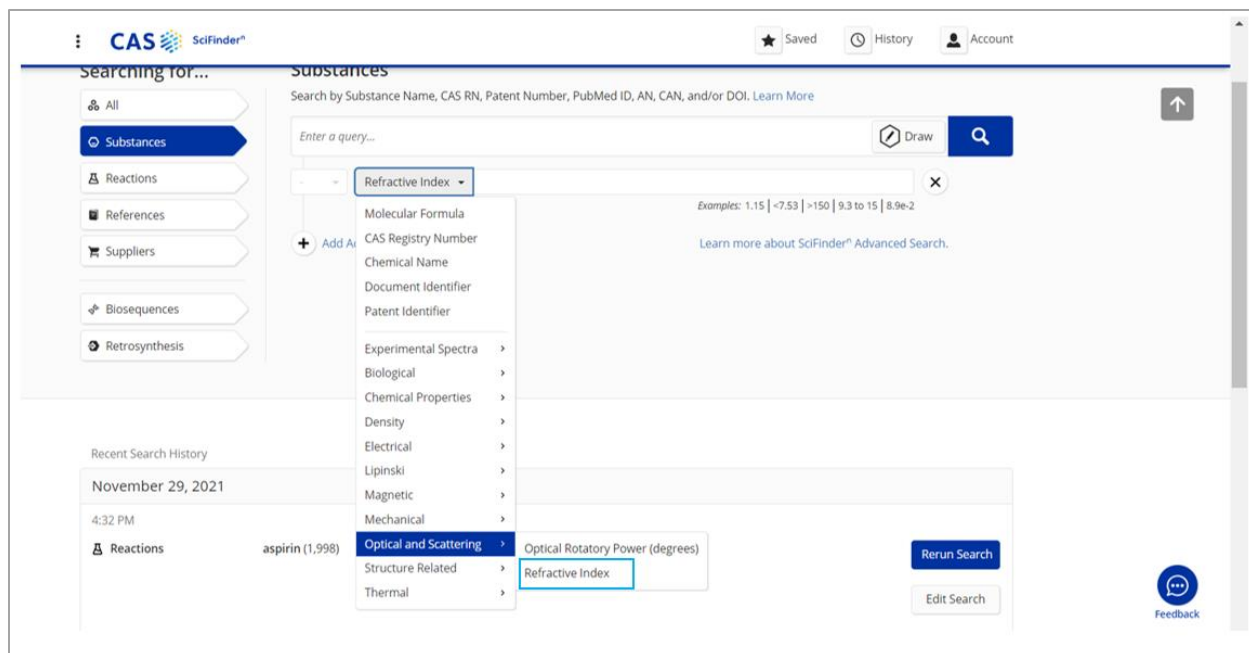 CAS SciFinderⁿ
Saved
History
Account
Searching for...
All
Substances
Reactions
References
Suppliers
Biosequences
Retrosynthesis
Substances
Search by Substance Name, CAS RN, Patent Number, PubMed ID, AN, CAN, and/or DOI. Learn More
Enter a query...
Draw
- Refractive Index
Examples: 1.15 | <7.53 | >150 | 9.3 to 15 | 8.9e-2
Add A
Learn more about SciFinderⁿ Advanced Search.
Molecular Formula
CAS Registry Number
Chemical Name
Document Identifier
Patent Identifier
Experimental Spectra
Biological
Chemical Properties
Density
Electrical
Lipinski
Magnetic
Mechanical
Optical and Scattering
Structure Related
Thermal
Optical Rotatory Power (degrees)
Refractive Index
Recent Search History
November 29, 2021
4:32 PM
Reactions
aspirin (1,998)
Rerun Search
Edit Search
Feedback